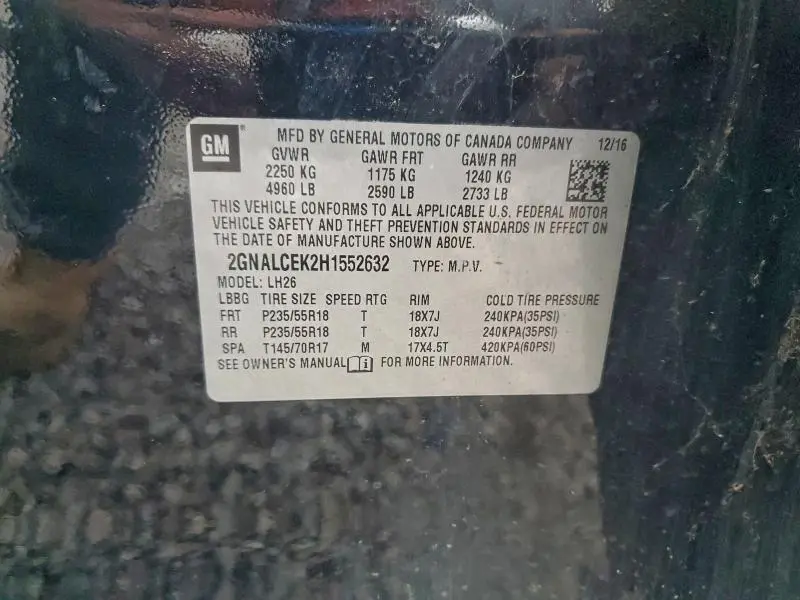 GM MFD BY GENERAL MOTORS OF CANADA COMPANY 12/16
GVWR GAWR FRT GAWR RR
2250 KG 1175 KG 1240 KG
4960 LB 2590 LB 2733 LB
THIS VEHICLE CONFORMS TO ALL APPLICABLE U.S. FEDERAL MOTOR
VEHICLE SAFETY AND THEFT PREVENTION STANDARDS IN EFFECT ON
THE DATE OF MANUFACTURE SHOWN ABOVE.
2GNALCEK2H1552632 TYPE: M.P.V.
MODEL: LH26
LBBG TIRE SIZE SPEED RTG RIM COLD TIRE PRESSURE
FRT P235/55R18 T 18X7J 240KPA(35PSI)
RR P235/55R18 T 18X7J 240KPA(35PSI)
SPA T145/70R17 M 17X4.5T 420KPA(60PSI)
SEE OWNER'S MANUAL i FOR MORE INFORMATION.